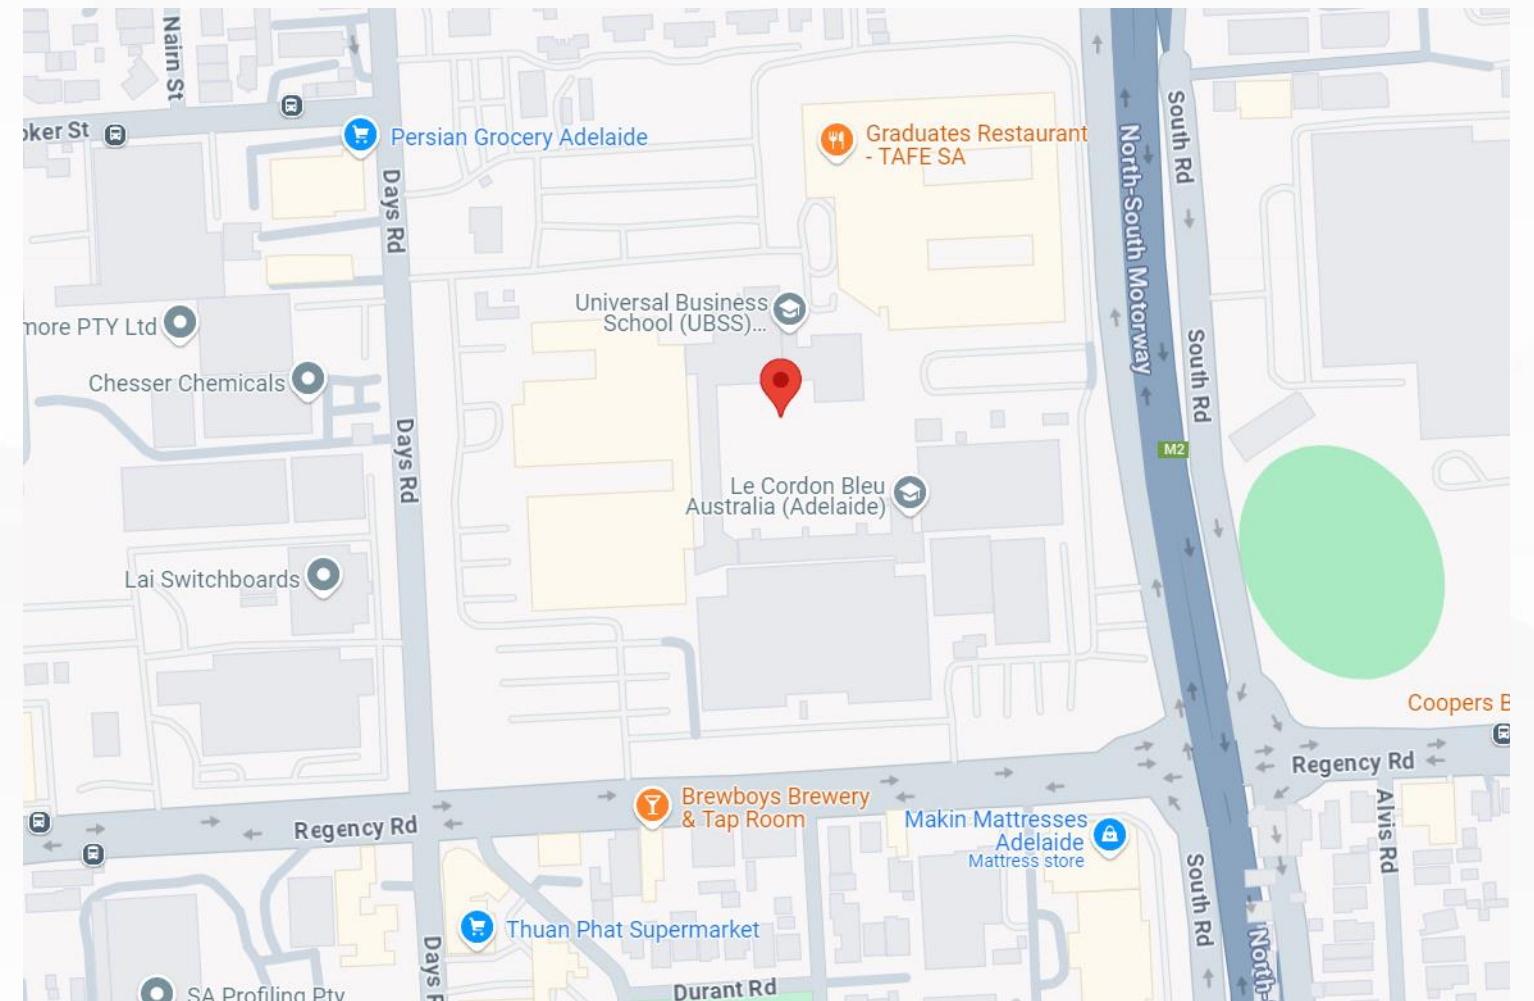 Nairn St
oker St
Persian Grocery Adelaide
Graduates Restaurant
- TAFE SA
Days Rd
South Rd
North-South Motorway
Universal Business
School (UBSS)...
more PTY Ltd
Chesser Chemicals
South Rd
Days Rd
M2
Le Cordon Bleu
Australia (Adelaide)
Lai Switchboards
Coopers B
Regency Rd
Brewboys Brewery
& Tap Room
Regency Rd
Makin Mattresses
Adelaide
Mattress store
Alvis Rd
South Rd
Thuan Phat Supermarket
Days R
North-
Durant Rd
SA Profiling Pty